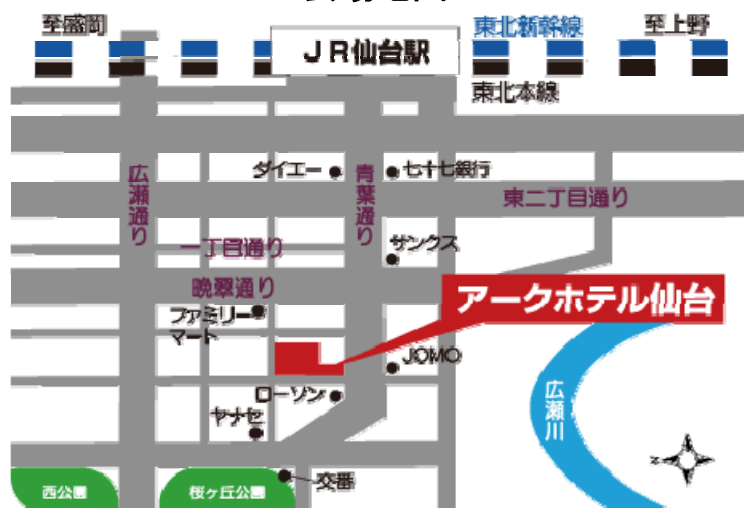 至盛岡
JR仙台駅
東北新幹線
至上野
東北本線
広瀬通り
ダイエー
青葉通り
七十七銀行
東二丁目通り
一丁目通り
サンクス
晩翠通り
ファミリー
マート
アークホテル仙台
JOMO
ローソン
ヤナセ
広瀬川
交番
西公園
桜ヶ丘公園
N